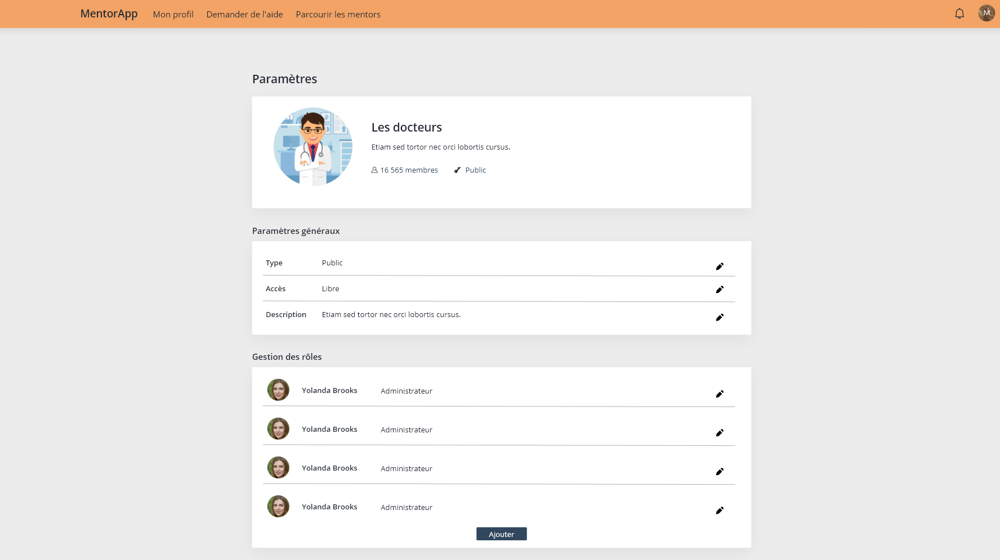 MentorApp Mon profil Demander de l'aide Parcourir les mentors M
Paramètres
Les docteurs
Etiam sed tortor nec orci lobortis cursus.
16 565 membres Public
Paramètres généraux
Type Public
Accès Libre
Description Etiam sed tortor nec orci lobortis cursus.
Gestion des rôles
Yolanda Brooks Administrateur
Yolanda Brooks Administrateur
Yolanda Brooks Administrateur
Yolanda Brooks Administrateur
Ajouter